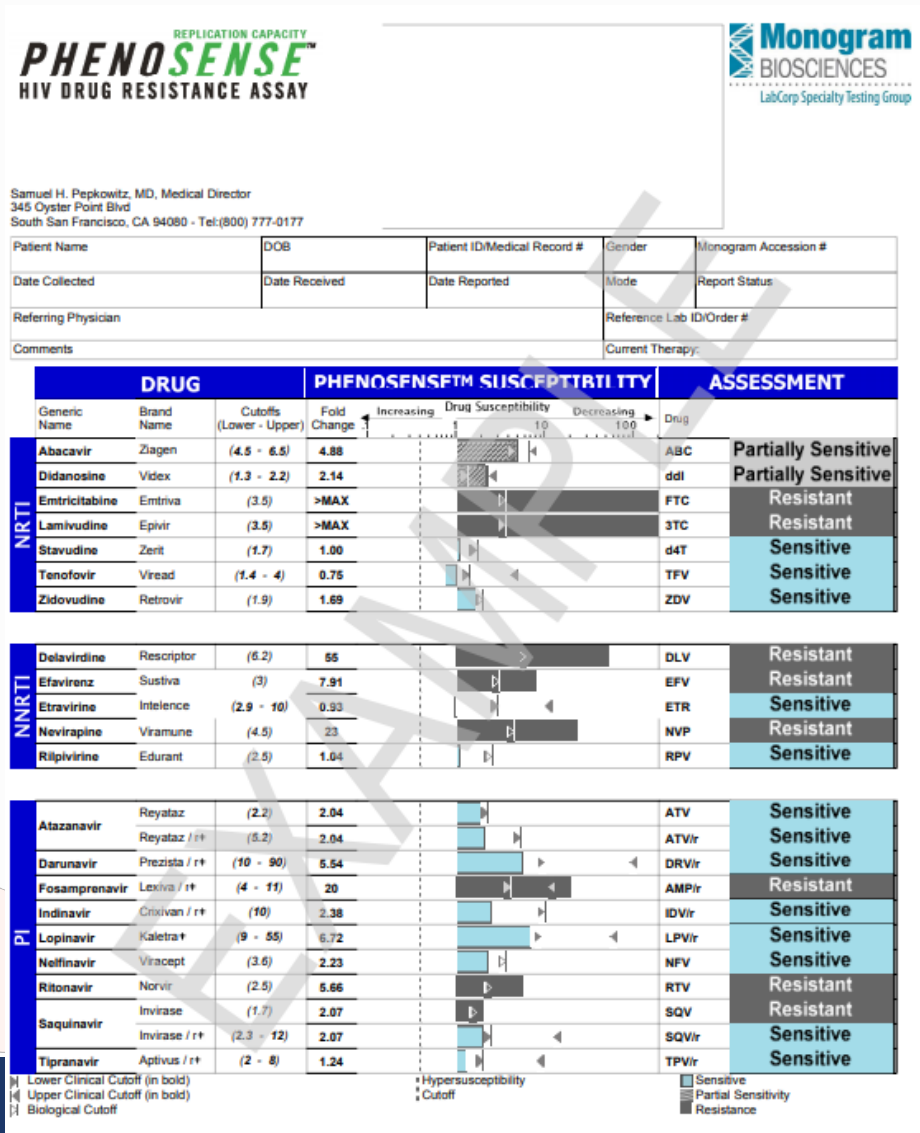 REPLICATION CAPACITY
PHENOSENSE™
HIV DRUG RESISTANCE ASSAY
Monogram
BIOSCIENCES
LabCorp Specialty Testing Group
Samuel H. Pepkowitz, MD, Medical Director
345 Oyster Point Blvd
South San Francisco, CA 94080 - Tel:(800) 777-0177
Patient Name DOB Patient ID/Medical Record # Gender Monogram Accession #
Date Collected Date Received Date Reported Mode Report Status
Referring Physician Reference Lab ID/Order #
Comments Current Therapy:
DRUG PHENOSENSE™ SUSCEPTIBILITY ASSESSMENT
Generic Name Brand Name Cutoffs (Lower - Upper) Fold Change Increasing Drug Susceptibility Decreasing Drug
1 10 100
NRTI
Abacavir Ziagen (4.5 - 6.5) 4.88 ABC Partially Sensitive
Didanosine Videx (1.3 - 2.2) 2.14 ddI Partially Sensitive
Emtricitabine Emtriva (3.5) >MAX FTC Resistant
Lamivudine Epivir (3.5) >MAX 3TC Resistant
Stavudine Zerit (1.7) 1.00 d4T Sensitive
Tenofovir Viread (1.4 - 4) 0.75 TFV Sensitive
Zidovudine Retrovir (1.9) 1.69 ZDV Sensitive
NNRTI
Delavirdine Rescriptor (6.2) 55 DLV Resistant
Efavirenz Sustiva (3) 7.91 EFV Resistant
Etravirine Intelence (2.9 - 10) 0.93 ETR Sensitive
Nevirapine Viramune (4.5) 23 NVP Resistant
Rilpivirine Edurant (2.5) 1.04 RPV Sensitive
PI
Atazanavir Reyataz (2.2) 2.04 ATV Sensitive
Reyataz / r+ (5.2) 2.04 ATV/r Sensitive
Darunavir Prezista / r+ (10 - 90) 5.54 DRV/r Sensitive
Fosamprenavir Lexiva / r+ (4 - 11) 20 AMP/r Resistant
Indinavir Crixivan / r+ (10) 2.38 IDV/r Sensitive
Lopinavir Kaletra+ (9 - 55) 6.72 LPV/r Sensitive
Nelfinavir Viracept (3.6) 2.23 NFV Sensitive
Ritonavir Norvir (2.5) 5.66 RTV Resistant
Saquinavir Invirase (1.7) 2.07 SQV Resistant
Invirase / r+ (2.3 - 12) 2.07 SQV/r Sensitive
Tipranavir Aptivus / r+ (2 - 8) 1.24 TPV/r Sensitive
Lower Clinical Cutoff (in bold) Hypersusceptibility Sensitive
Upper Clinical Cutoff (in bold) Cutoff Partial Sensitivity
Biological Cutoff Resistance
EXAMPLE